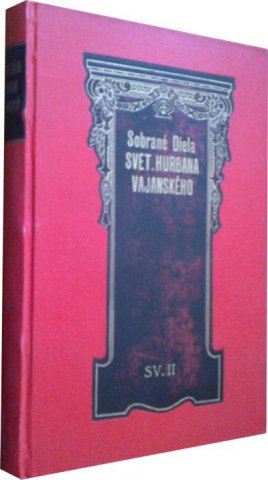 Sobrané Diela
SVET. HURBANA
VAJANSKÉHO
SV. II